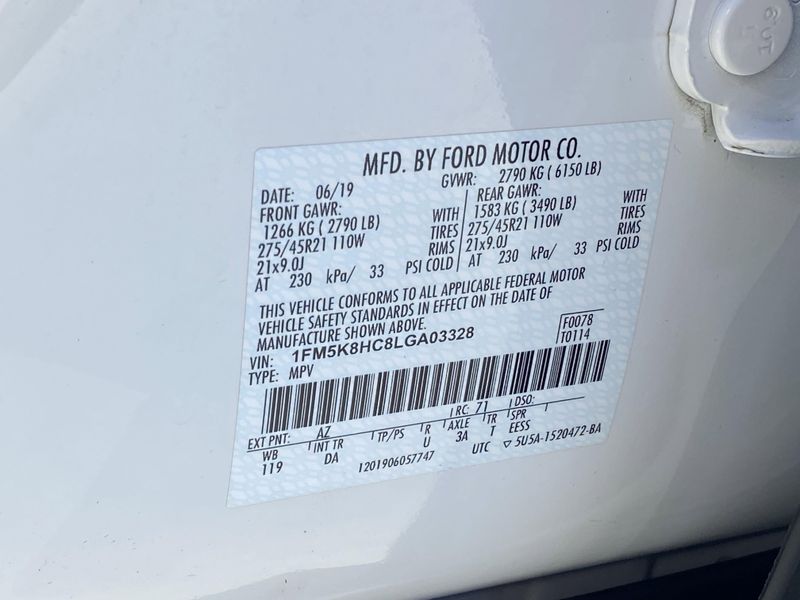 10.9
MFD. BY FORD MOTOR CO.
DATE: 06/19 GVWR: 2790 KG ( 6150 LB)
FRONT GAWR: REAR GAWR:
1266 KG ( 2790 LB) WITH 1583 KG ( 3490 LB) WITH
275/45R21 110W TIRES 275/45R21 110W TIRES
21x9.0J RIMS 21x9.0J RIMS
AT 230 kPa/ 33 PSI COLD AT 230 kPa/ 33 PSI COLD
THIS VEHICLE CONFORMS TO ALL APPLICABLE FEDERAL MOTOR
VEHICLE SAFETY STANDARDS IN EFFECT ON THE DATE OF
MANUFACTURE SHOWN ABOVE.
VIN: 1FM5K8HC8LGA03328 F0078
TYPE: MPV T0114
EXT PNT: AZ RC: 71 DSO:
WB INT TR TP/PS R AXLE TR SPR
119 DA U 3A T EESS
1201906057747 UTC ▽ 5U5A-1520472-BA